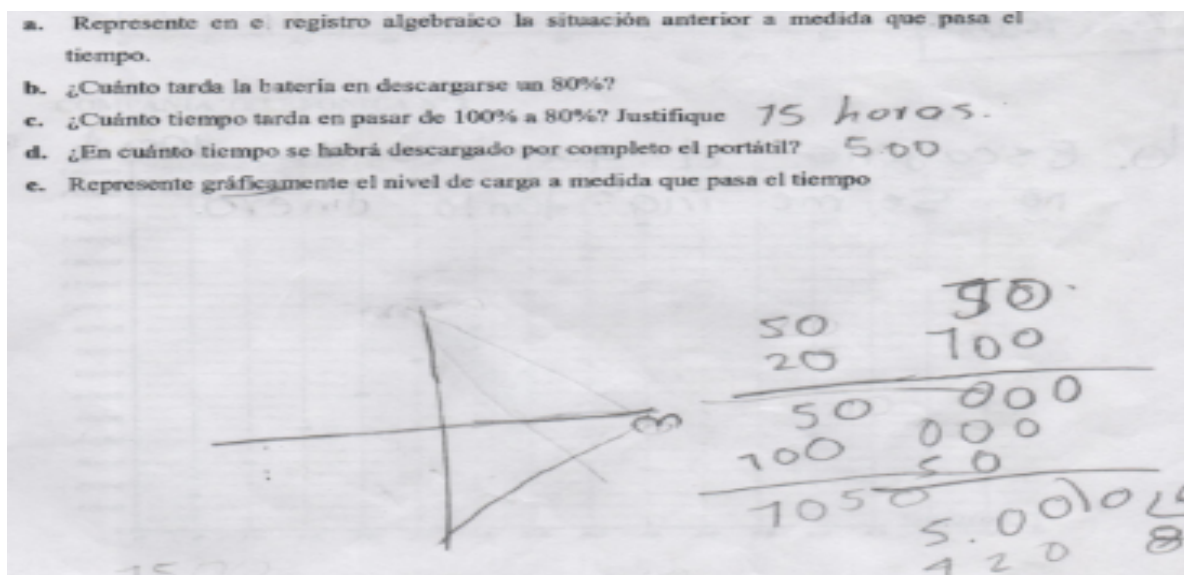 a. Represente en e. registro algebraico la situación anterior a medida que pasa el
tiempo.
b. ¿Cuánto tarda la batería en descargarse un 80%?
c. ¿Cuánto tiempo tarda en pasar de 100% a 80%? Justifique 15 horas.
d. ¿En cuánto tiempo se habrá descargado por completo el portátil? 500
e. Represente gráficamente el nivel de carga a medida que pasa el tiempo
50
50 100
20
50 000
100 000
50
1050
5.00
120